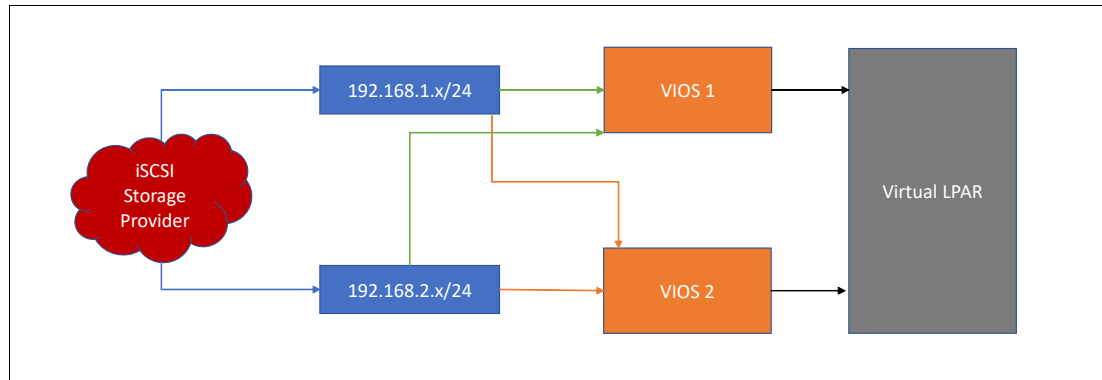 192.168.1.x/24
VIOS 1
iSCSI
Storage
Provider
Virtual LPAR
192.168.2.x/24
VIOS 2